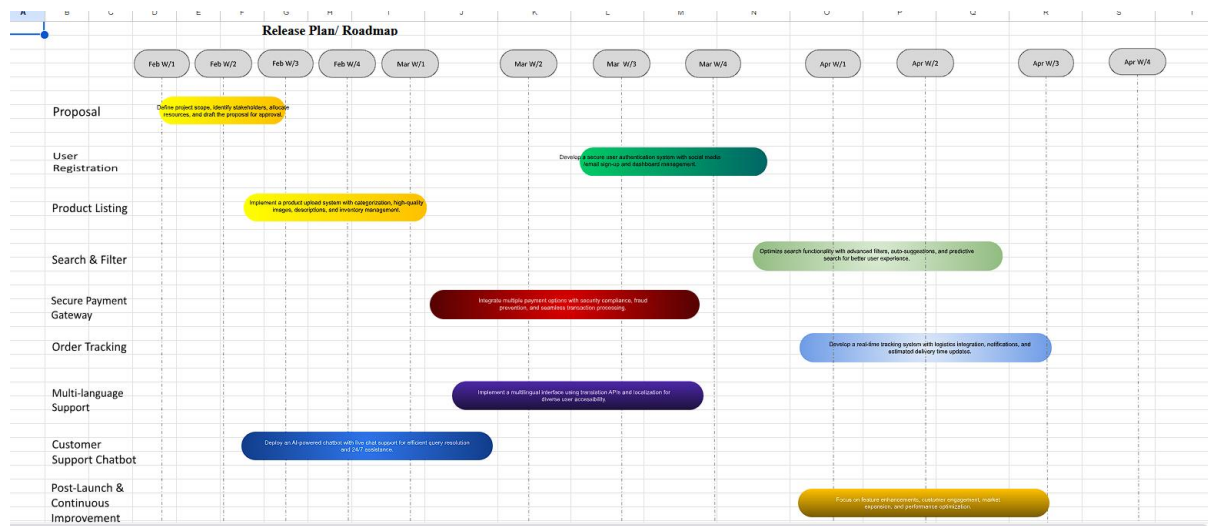 A B C D E F G H I J K L M N O P Q R S T
Release Plan/ Roadmap
Feb W/1 Feb W/2 Feb W/3 Feb W/4 Mar W/1 Mar W/2 Mar W/3 Mar W/4 Apr W/1 Apr W/2 Apr W/3 Apr W/4
Proposal
Define project scope, identify stakeholders, allocate
resources, and draft the proposal for approval.
User
Registration
Develop a secure user authentication system with social media
/email sign-up and dashboard management.
Product Listing
Implement a product upload system with categorization, high-quality
images, descriptions, and inventory management.
Search & Filter
Optimize search functionality with advanced filters, auto-suggestions, and predictive
search for better user experience.
Secure Payment
Gateway
Integrate multiple payment options with security compliance, fraud
prevention, and seamless transaction processing.
Order Tracking
Develop a real-time tracking system with logistics integration, notifications, and
estimated delivery time updates.
Multi-language
Support
Implement a multilingual interface using translation APIs and localization for
diverse user accessibility.
Customer
Support Chatbot
Deploy an AI-powered chatbot with live chat support for efficient query resolution
and 24/7 assistance.
Post-Launch &
Continuous
Improvement
Focus on feature enhancements, customer engagement, market
expansion, and performance optimization.